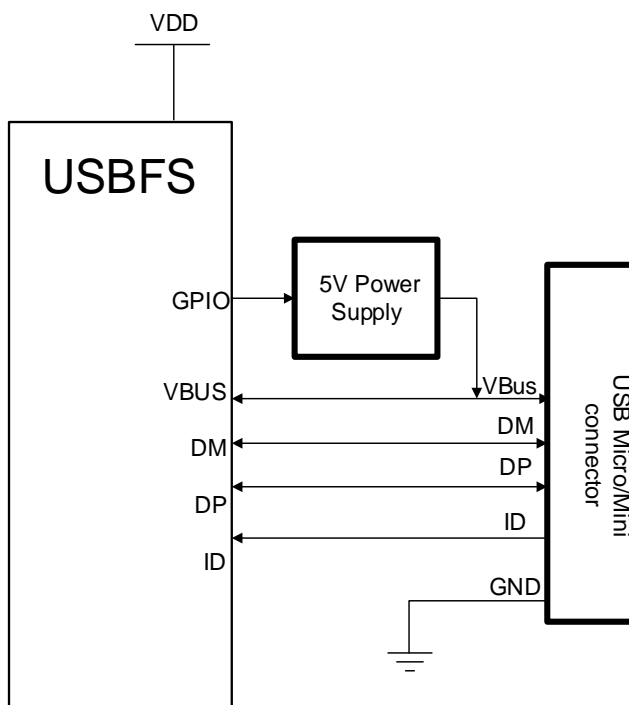 VDD
USBFS
GPIO
5V Power
Supply
VBUS
VBus
DM
DM
DP
DP
ID
ID
GND
USB Micro/Mini
connector